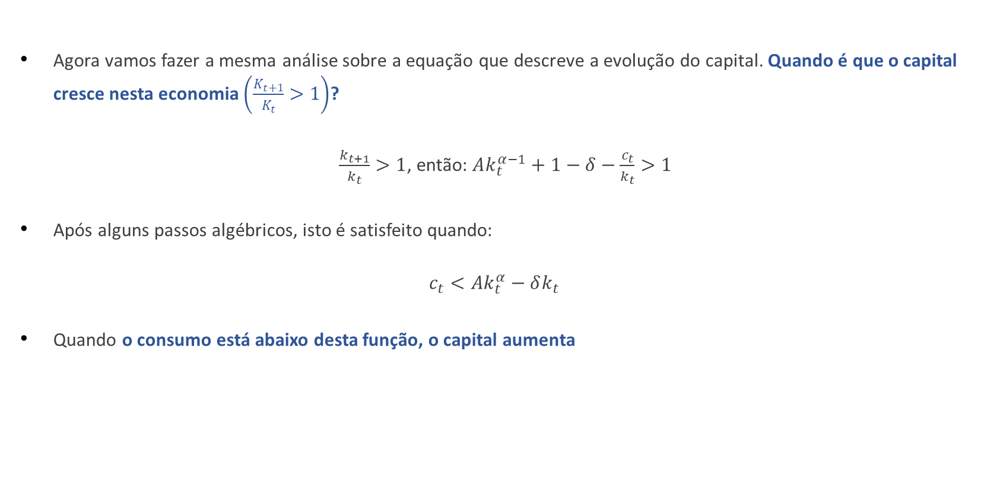 • Agora vamos fazer a mesma análise sobre a equação que descreve a evolução do capital. Quando é que o capital
cresce nesta economia $\left(\frac{K_{t+1}}{K_t} > 1\right)$?
$\frac{k_{t+1}}{k_t} > 1$, então: $Ak_t^{\alpha-1} + 1 - \delta - \frac{c_t}{k_t} > 1$
• Após alguns passos algébricos, isto é satisfeito quando:
$c_t < Ak_t^{\alpha} - \delta k_t$
• Quando o consumo está abaixo desta função, o capital aumenta